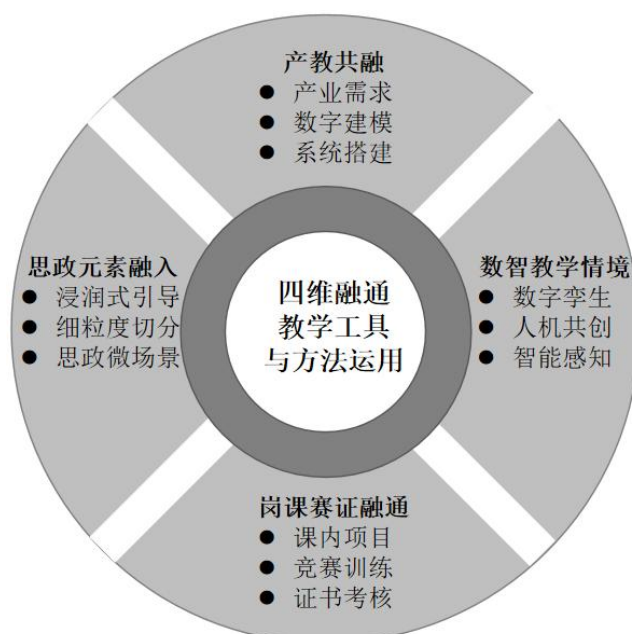 产教共融
● 产业需求
● 数字建模
● 系统搭建
思政元素融入
● 浸润式引导
● 细粒度切分
● 思政微场景
四维融通
教学工具
与方法运用
数智教学情境
● 数字孪生
● 人机共创
● 智能感知
岗课赛证融通
● 课内项目
● 竞赛训练
● 证书考核